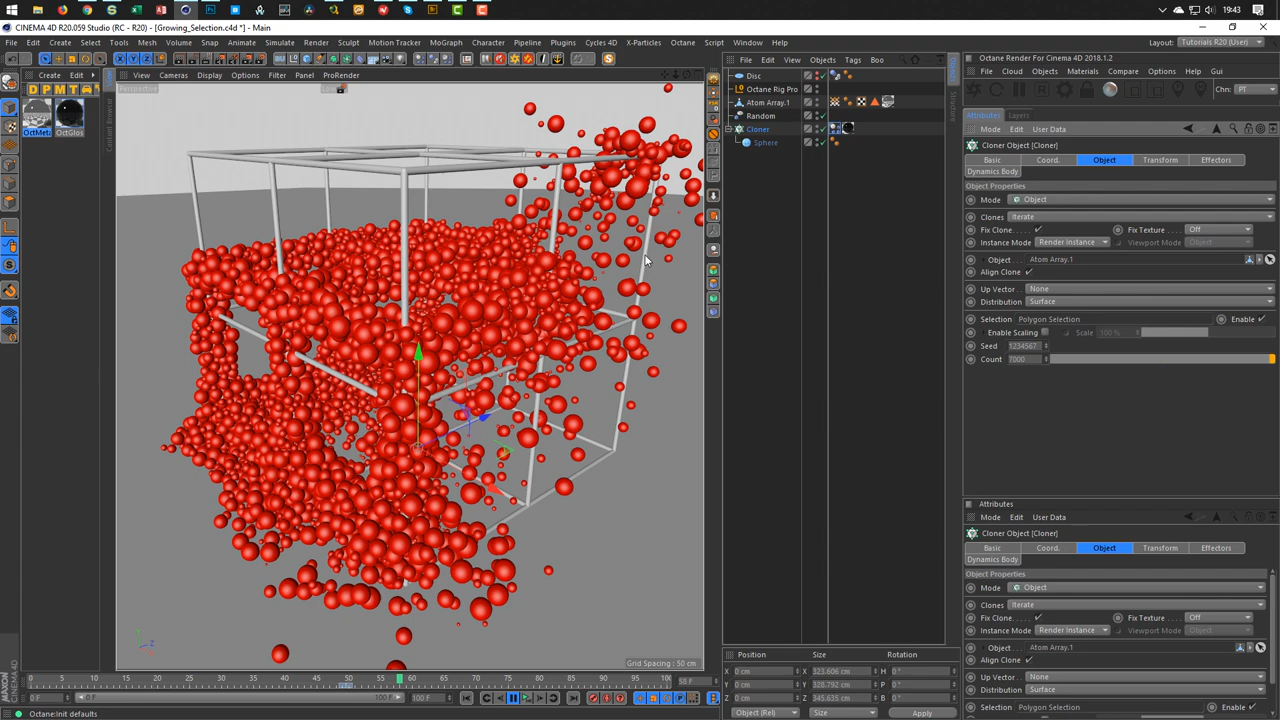 19:43
CINEMA 4D R20.059 Studio (RC - R20) - [Growing_Selection.c4d *] - Main
File Edit Create Select Tools Mesh Volume Snap Animate Simulate Render Sculpt Motion Tracker MoGraph Character Pipeline Plugins Cycles 4D X-Particles Octane Script Window Help
Layout: Tutorials R20 (User)
Create Edit
D P M T
OctMet OctGlos
Content Browser
View Cameras Display Options Filter Panel ProRender
Perspective
Grid Spacing : 50 cm
File Edit View Objects Tags Boo
Disc
Octane Rig Pro
Atom Array.1
Random
Cloner
Sphere
Objects
Structure
Octane Render For Cinema 4D 2018.1.2
File Cloud Objects Materials Compare Options Help Gui
Chn: PT
Attributes Layers
Mode Edit User Data
Cloner Object [Cloner]
Basic Coord. Object Transform Effectors
Dynamics Body
Object Properties
Mode Object
Clones Iterate
Fix Clone. ✓ Fix Texture . Off
Instance Mode Render instance Viewport Mode Object
Object Atom Array.1
Align Clone ✓
Up Vector. None
Distribution Surface
Selection Polygon Selection Enable ✓
Enable Scaling Scale 100 %
Seed 1234567
Count 7000
Attributes
Mode Edit User Data
Cloner Object [Cloner]
Basic Coord. Object Transform Effectors
Dynamics Body
Object Properties
Mode Object
Clones Iterate
Fix Clone. ✓ Fix Texture . Off
Instance Mode Render instance Viewport Mode Object
Object Atom Array.1
Align Clone ✓
Up Vector. None
Distribution Surface
Selection Polygon Selection Enable ✓
Position Size Rotation
X 0 cm X 323.606 cm H 0 °
Y 0 cm Y 328.792 cm P 0 °
Z 0 cm Z 345.635 cm B 0 °
Object (Rel) Size Apply
0 5 10 15 20 25 30 35 40 45 50 55 60 65 70 75 80 85 90 95 100 58 F
0 F 0 F 100 F 100 F
MAXON CINEMA4D
Octane:Init defaults